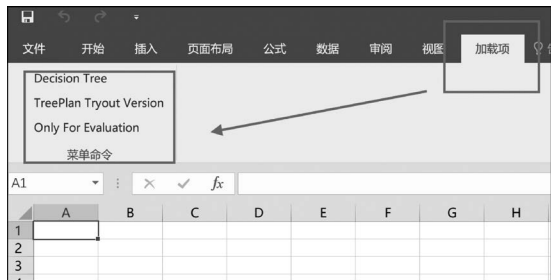 文件 开始 插入 页面布局 公式 数据 审阅 视图 加载项
Decision Tree
TreePlan Tryout Version
Only For Evaluation
菜单命令
A1 fx
A B C D E F G H
1
2
3